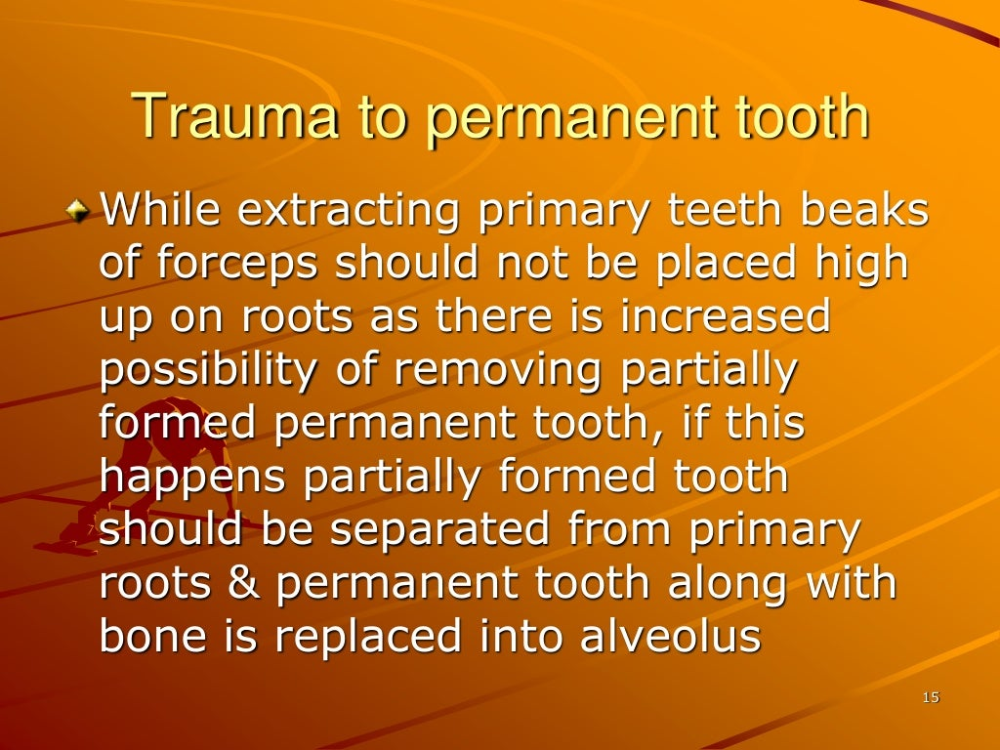 Trauma to permanent tooth
While extracting primary teeth beaks
of forceps should not be placed high
up on roots as there is increased
possibility of removing partially
formed permanent tooth, if this
happens partially formed tooth
should be separated from primary
roots & permanent tooth along with
bone is replaced into alveolus
15